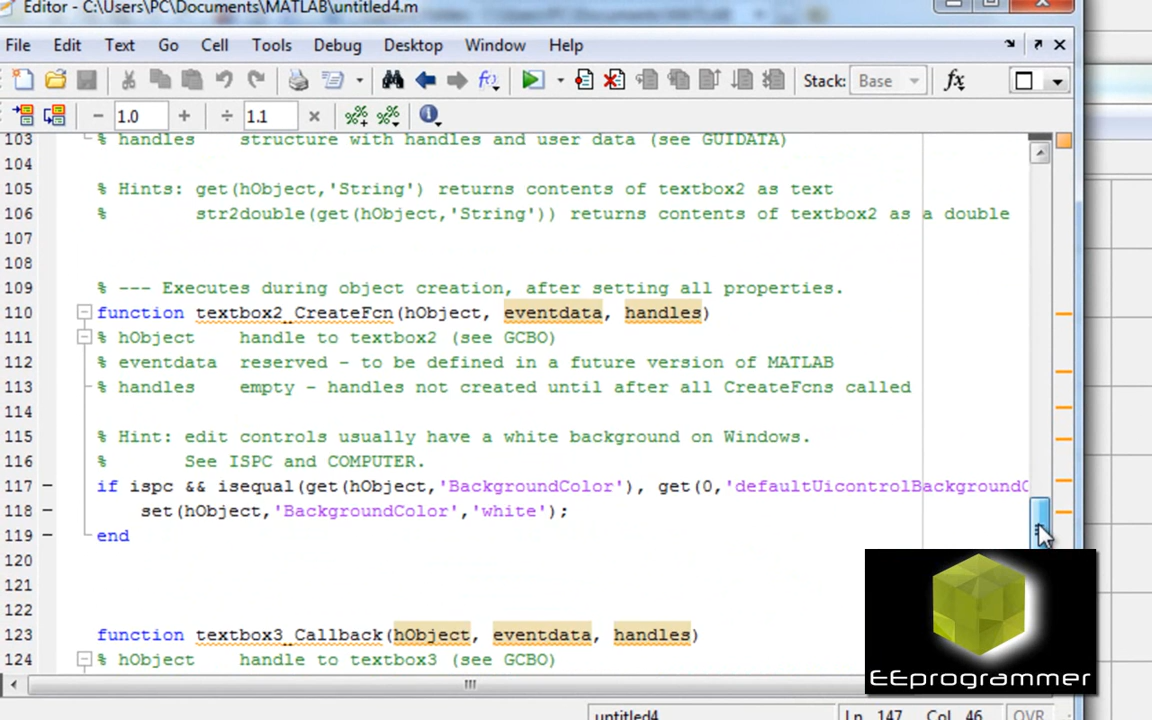 Editor - C:\Users\PC\Documents\MATLAB\untitled4.m
File Edit Text Go Cell Tools Debug Desktop Window Help
Stack: Base fx
- 1.0 + ÷ 1.1 ×
103 % handles    structure with handles and user data (see GUIDATA)
104
105 % Hints: get(hObject,'String') returns contents of textbox2 as text
106 %        str2double(get(hObject,'String')) returns contents of textbox2 as a double
107
108
109 % --- Executes during object creation, after setting all properties.
110 function textbox2_CreateFcn(hObject, eventdata, handles)
111 % hObject    handle to textbox2 (see GCBO)
112 % eventdata  reserved - to be defined in a future version of MATLAB
113 % handles    empty - handles not created until after all CreateFcns called
114
115 % Hint: edit controls usually have a white background on Windows.
116 %       See ISPC and COMPUTER.
117 - if ispc && isequal(get(hObject,'BackgroundColor'), get(0,'defaultUicontrolBackgroundC
118 -     set(hObject,'BackgroundColor','white');
119 - end
120
121
122
123 function textbox3_Callback(hObject, eventdata, handles)
124 % hObject    handle to textbox3 (see GCBO)
EEprogrammer
untitled4 Ln 147 Col 46 OVR